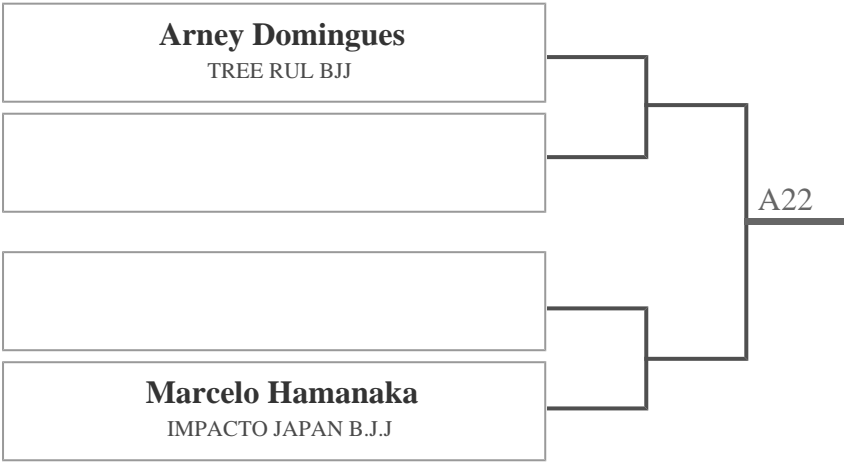 Arney Domingues
TREE RUL BJJ
A22
Marcelo Hamanaka
IMPACTO JAPAN B.J.J